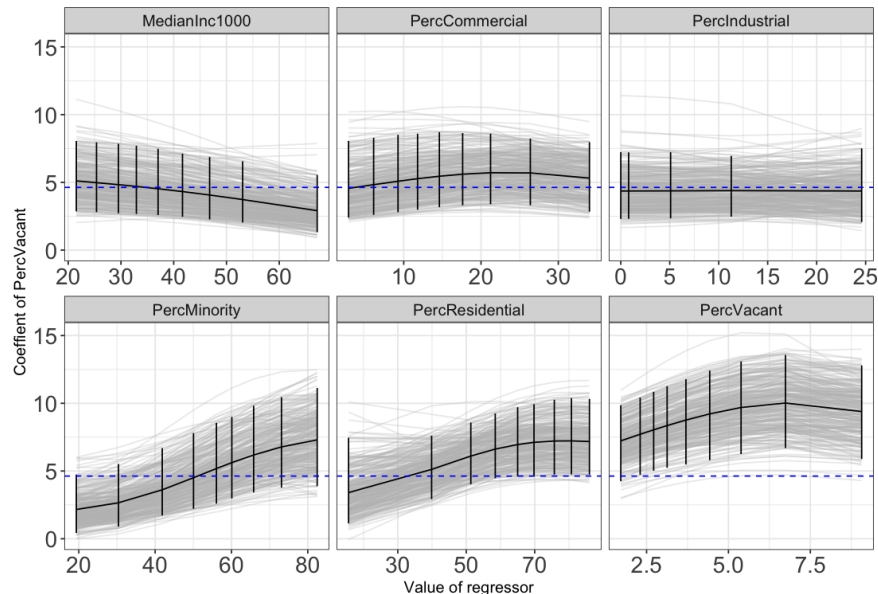 MedianInc1000 PercCommercial PercIndustrial
15
10
5
0
20 30 40 50 60
10 20 30
0 5 10 15 20 25
PercMinority PercResidential PercVacant
15
10
5
0
20 40 60 80
30 50 70
2.5 5.0 7.5
Coeffient of PercVacant
Value of regressor